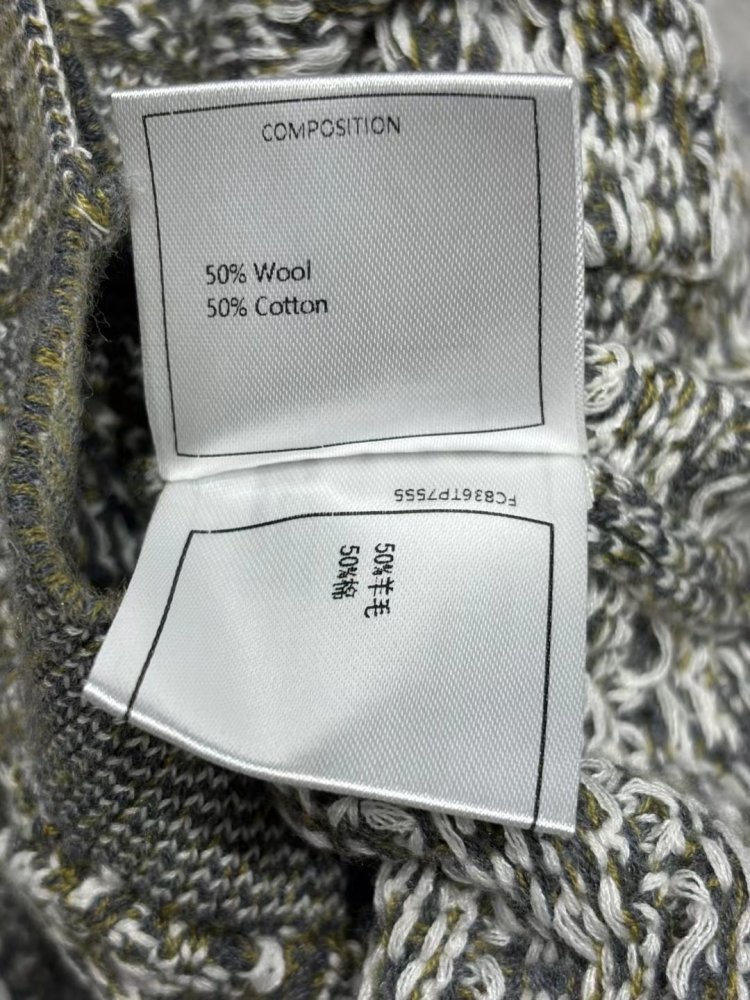 COMPOSITION
50% Wool
50% Cotton
FC836TP7555
50%羊毛
50%棉